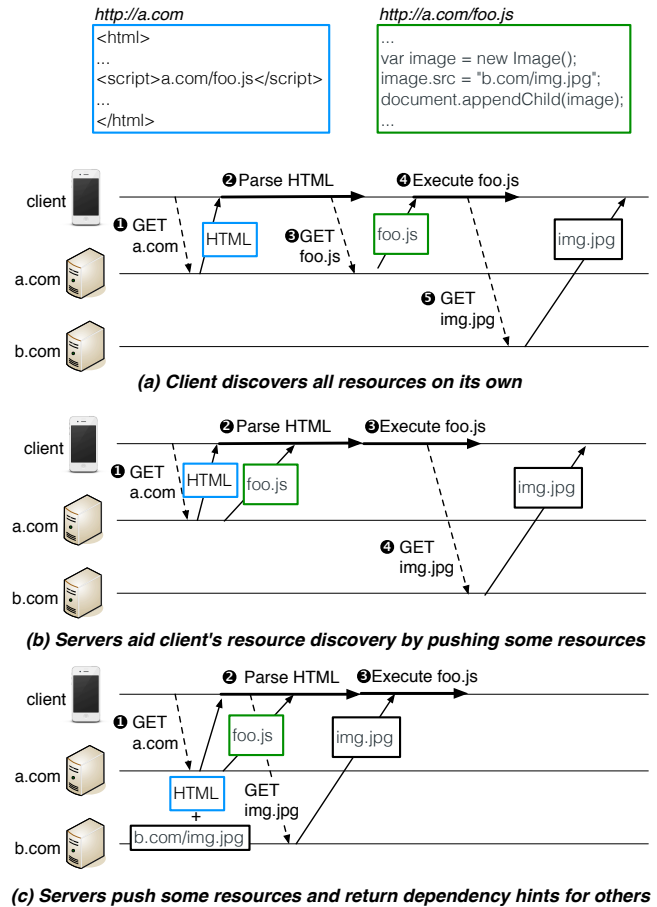 http://a.com
<html>
...
<script>a.com/foo.js</script>
...
</html>
http://a.com/foo.js
...
var image = new Image();
image.src = "b.com/img.jpg";
document.appendChild(image);
...
client
a.com
b.com
❶ GET
a.com
HTML
❷Parse HTML
❸GET
foo.js
foo.js
❹Execute foo.js
❺ GET
img.jpg
img.jpg
(a) Client discovers all resources on its own
client
a.com
b.com
❶ GET
a.com
HTML
❷ Parse HTML
foo.js
❸Execute foo.js
❹ GET
img.jpg
img.jpg
(b) Servers aid client's resource discovery by pushing some resources
client
a.com
b.com
❶ GET
a.com
HTML
+
b.com/img.jpg
❷ Parse HTML
foo.js
GET
img.jpg
❸Execute foo.js
img.jpg
(c) Servers push some resources and return dependency hints for others